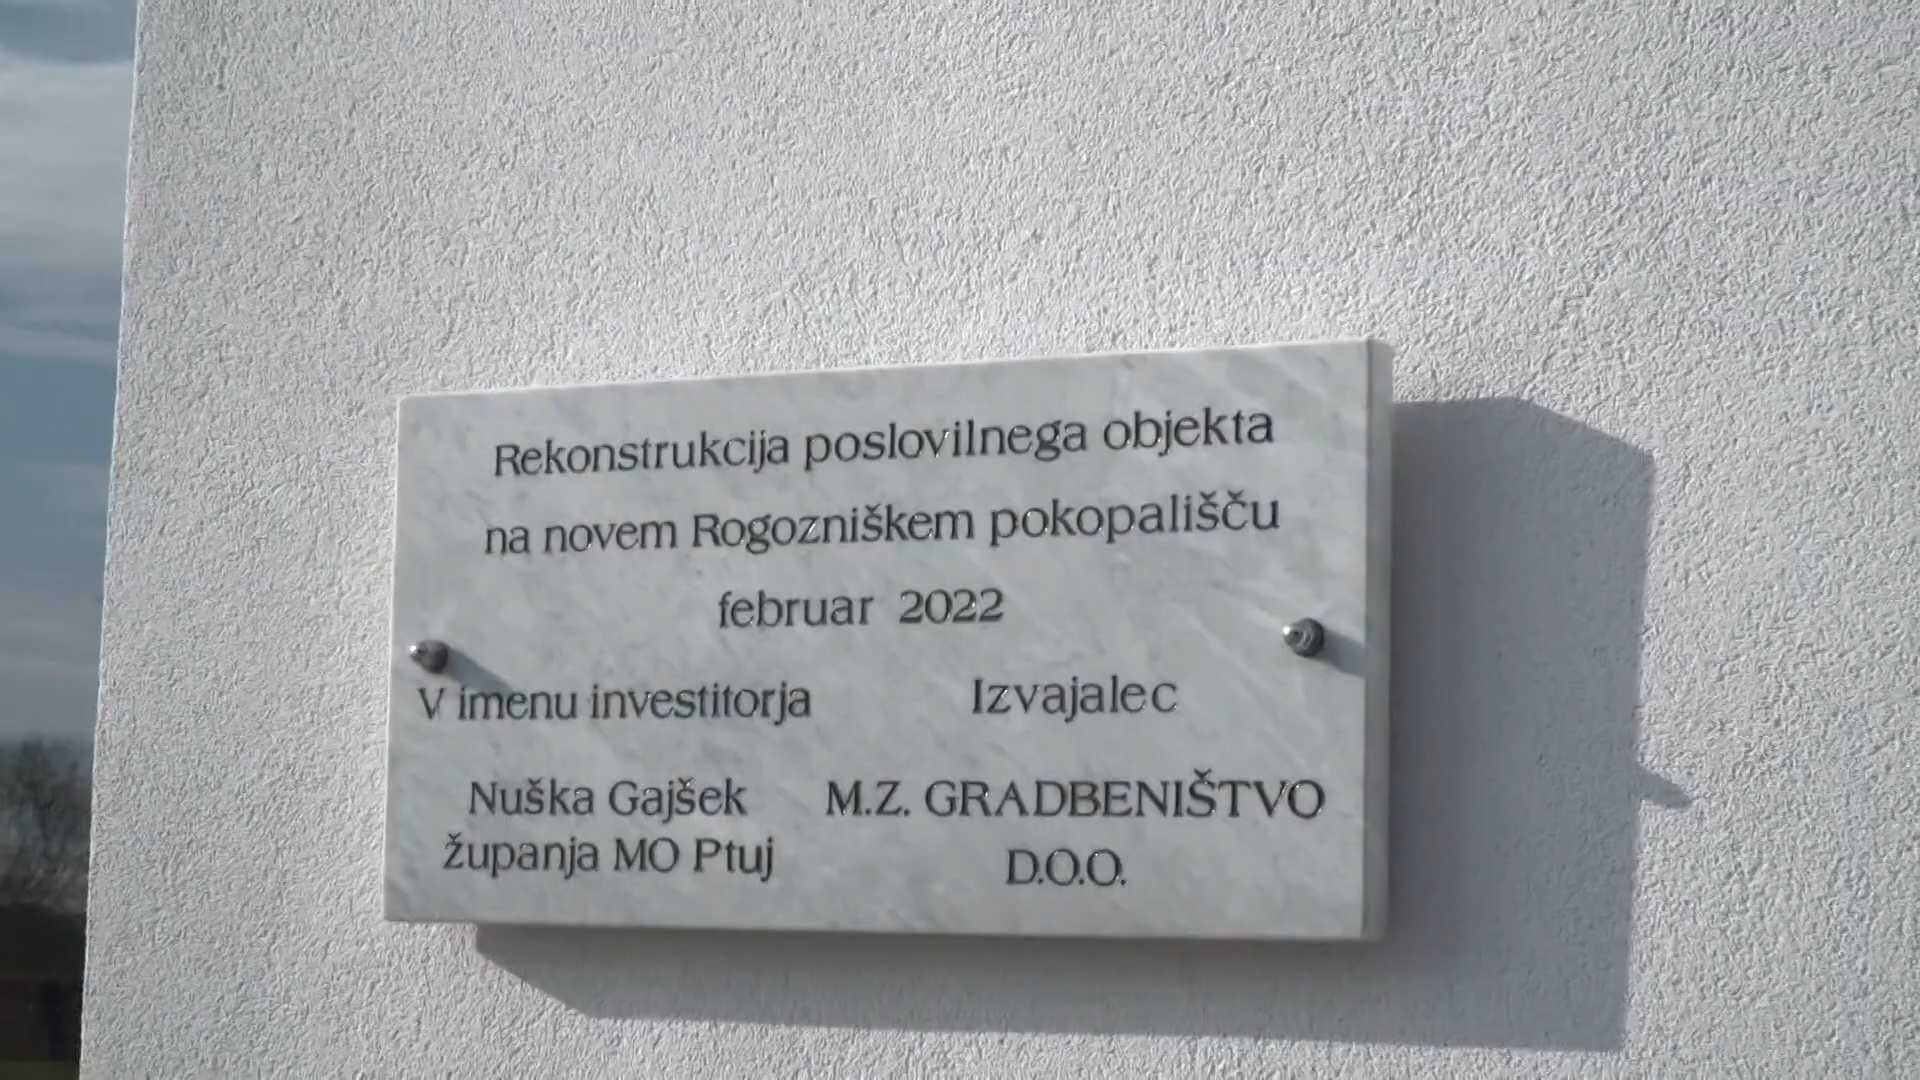 Rekonstrukcija poslovilnega objekta
na novem Rogozniškem pokopališču
februar 2022
V imenu investitorja
Nuška Gajšek
županja MO Ptuj
Izvajalec
M.Z. GRADBENIŠTVO
D.O.O.